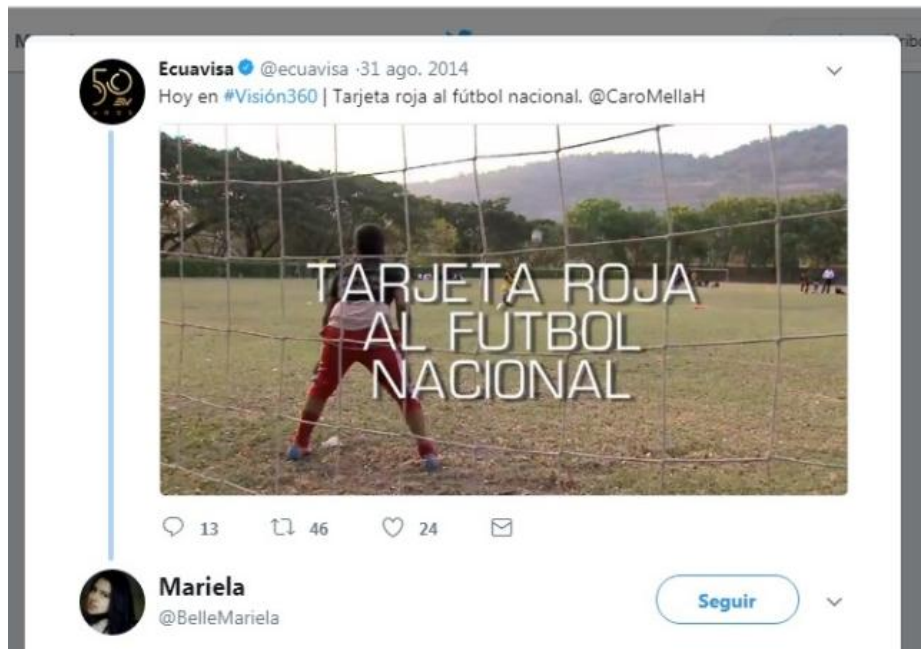 Ecuavisa @ecuavisa ·31 ago. 2014
Hoy en #Visión360 | Tarjeta roja al fútbol nacional. @CaroMellaH
TARJETA ROJA
AL FÚTBOL
NACIONAL
13 46 24
Mariela
@BelleMariela
Seguir